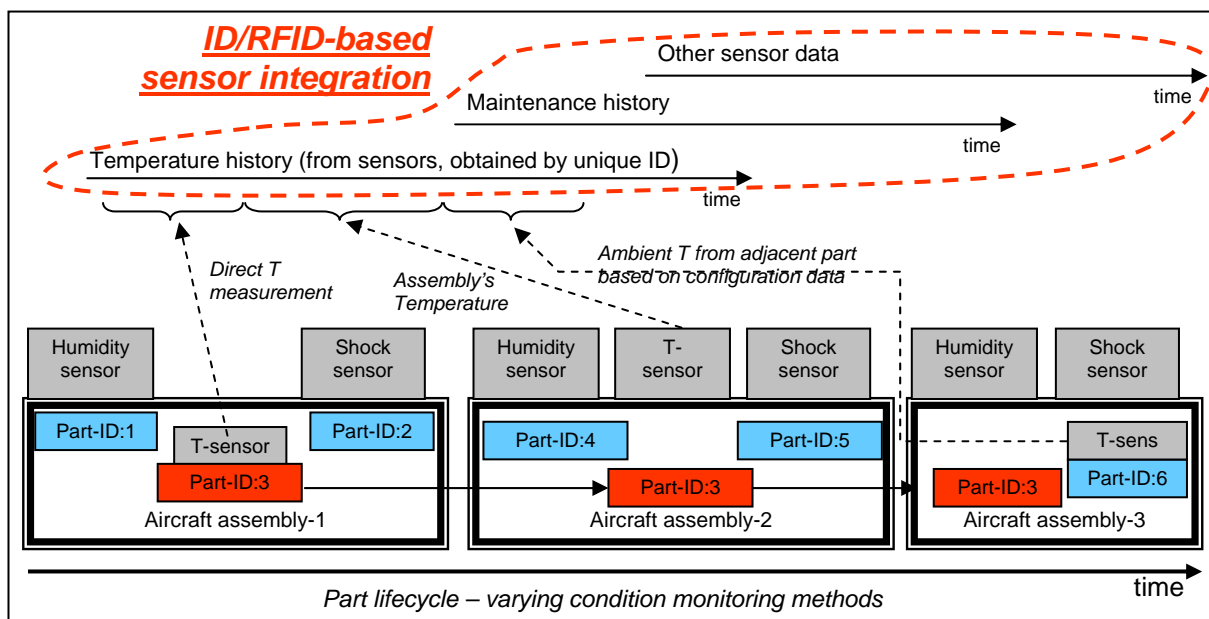 ID/RFID-based
sensor integration
Other sensor data
time
Maintenance history
time
Temperature history (from sensors, obtained by unique ID)
time
Direct T
measurement
Assembly's
Temperature
Ambient T from adjacent part
based on configuration data
Humidity
sensor
Shock
sensor
Humidity
sensor
T-
sensor
Shock
sensor
Humidity
sensor
Shock
sensor
Part-ID:1
T-sensor
Part-ID:2
Part-ID:3
Aircraft assembly-1
Part-ID:4
Part-ID:5
Part-ID:3
Aircraft assembly-2
T-sens
Part-ID:3
Part-ID:6
Aircraft assembly-3
time
Part lifecycle – varying condition monitoring methods